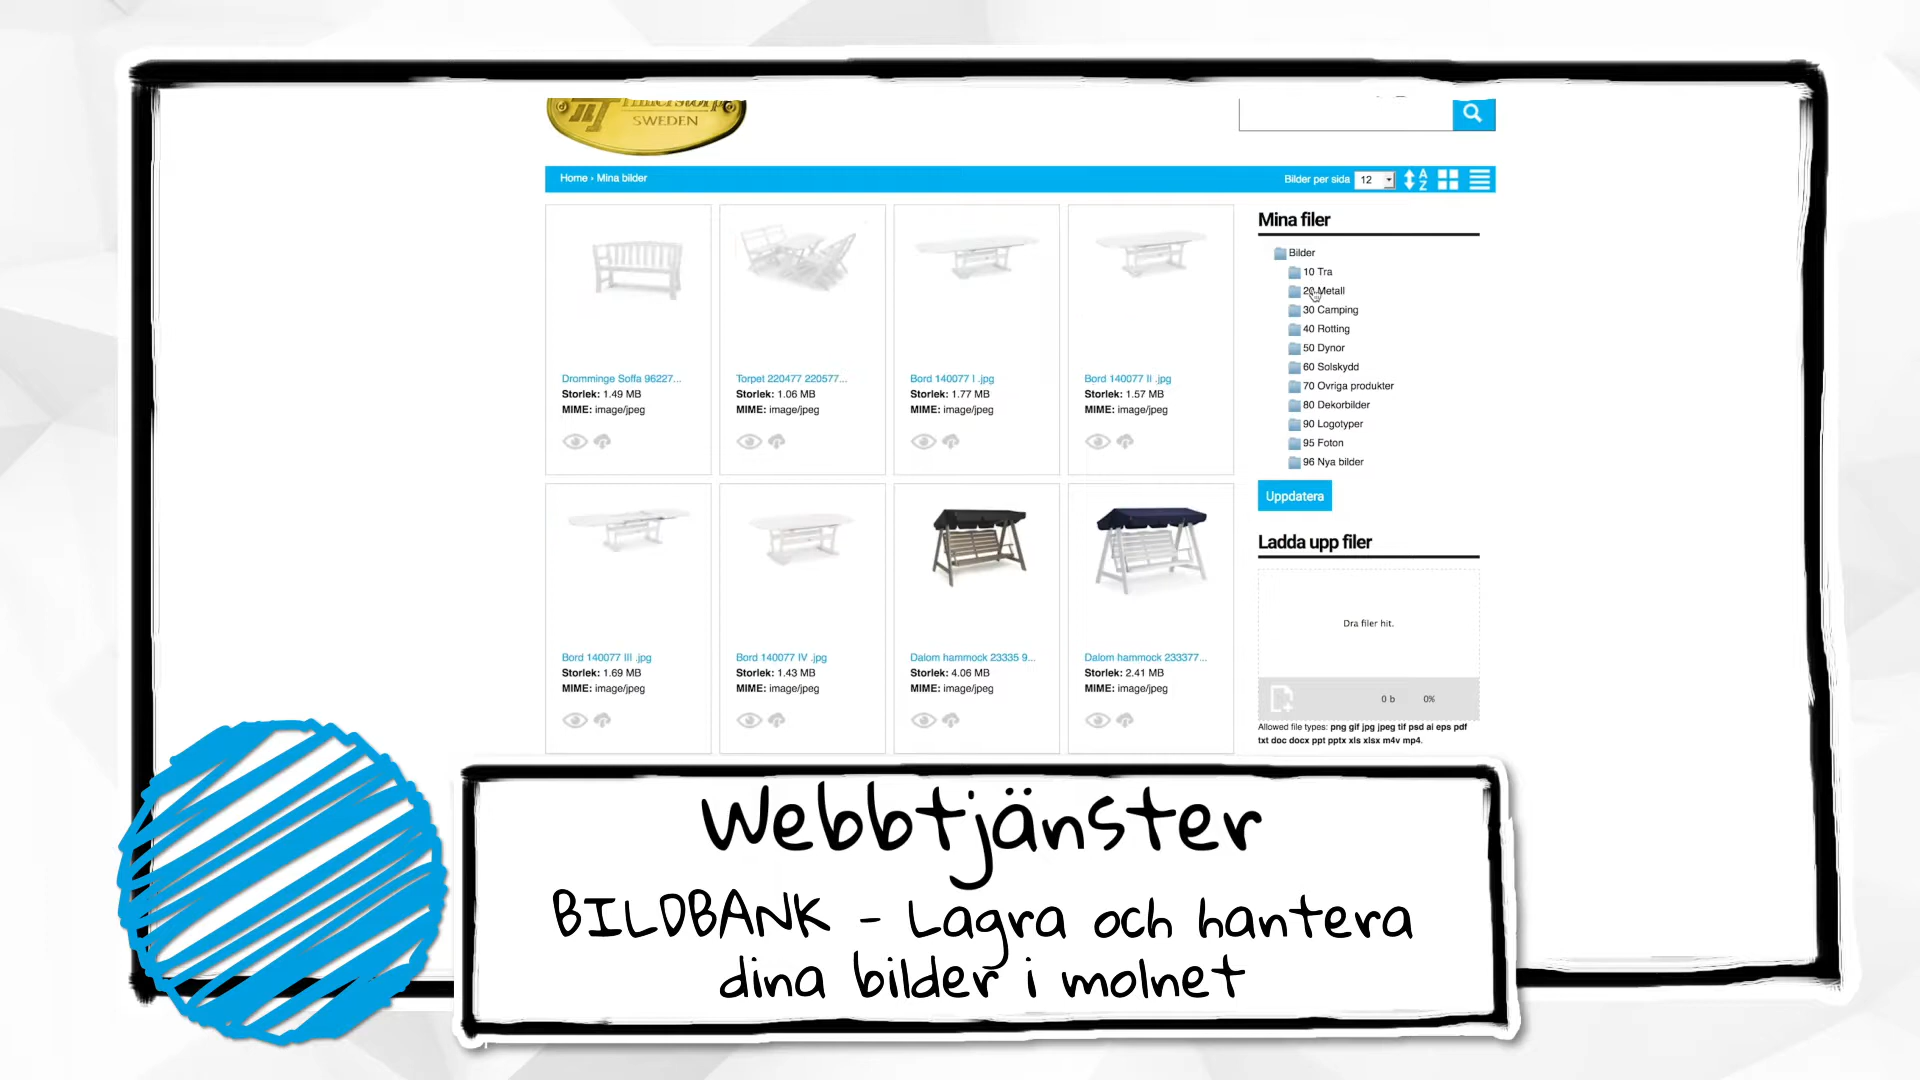 SWEDEN
Home › Mina bilder
Bilder per sida 12
A
Z
Drömminge Soffa 96227...
Storlek: 1.49 MB
MIME: image/jpeg
Torpet 220477 220577...
Storlek: 1.06 MB
MIME: image/jpeg
Bord 140077 I .jpg
Storlek: 1.77 MB
MIME: image/jpeg
Bord 140077 Ii .jpg
Storlek: 1.57 MB
MIME: image/jpeg
Bord 140077 III .jpg
Storlek: 1.69 MB
MIME: image/jpeg
Bord 140077 IV .jpg
Storlek: 1.43 MB
MIME: image/jpeg
Dalom hammock 23335 9...
Storlek: 4.06 MB
MIME: image/jpeg
Dalom hammock 233377...
Storlek: 2.41 MB
MIME: image/jpeg
Mina filer
Bilder
10 Tra
20 Metall
30 Camping
40 Rotting
50 Dynor
60 Solskydd
70 Ovriga produkter
80 Dekorbilder
90 Logotyper
95 Foton
96 Nya bilder
Uppdatera
Ladda upp filer
Dra filer hit.
0 b 0%
Allowed file types: png gif jpg jpeg tif psd ai eps pdf
txt doc docx ppt pptx xls xlsx m4v mp4.
Webbtjänster
BILDBANK - Lagra och hantera
dina bilder i molnet